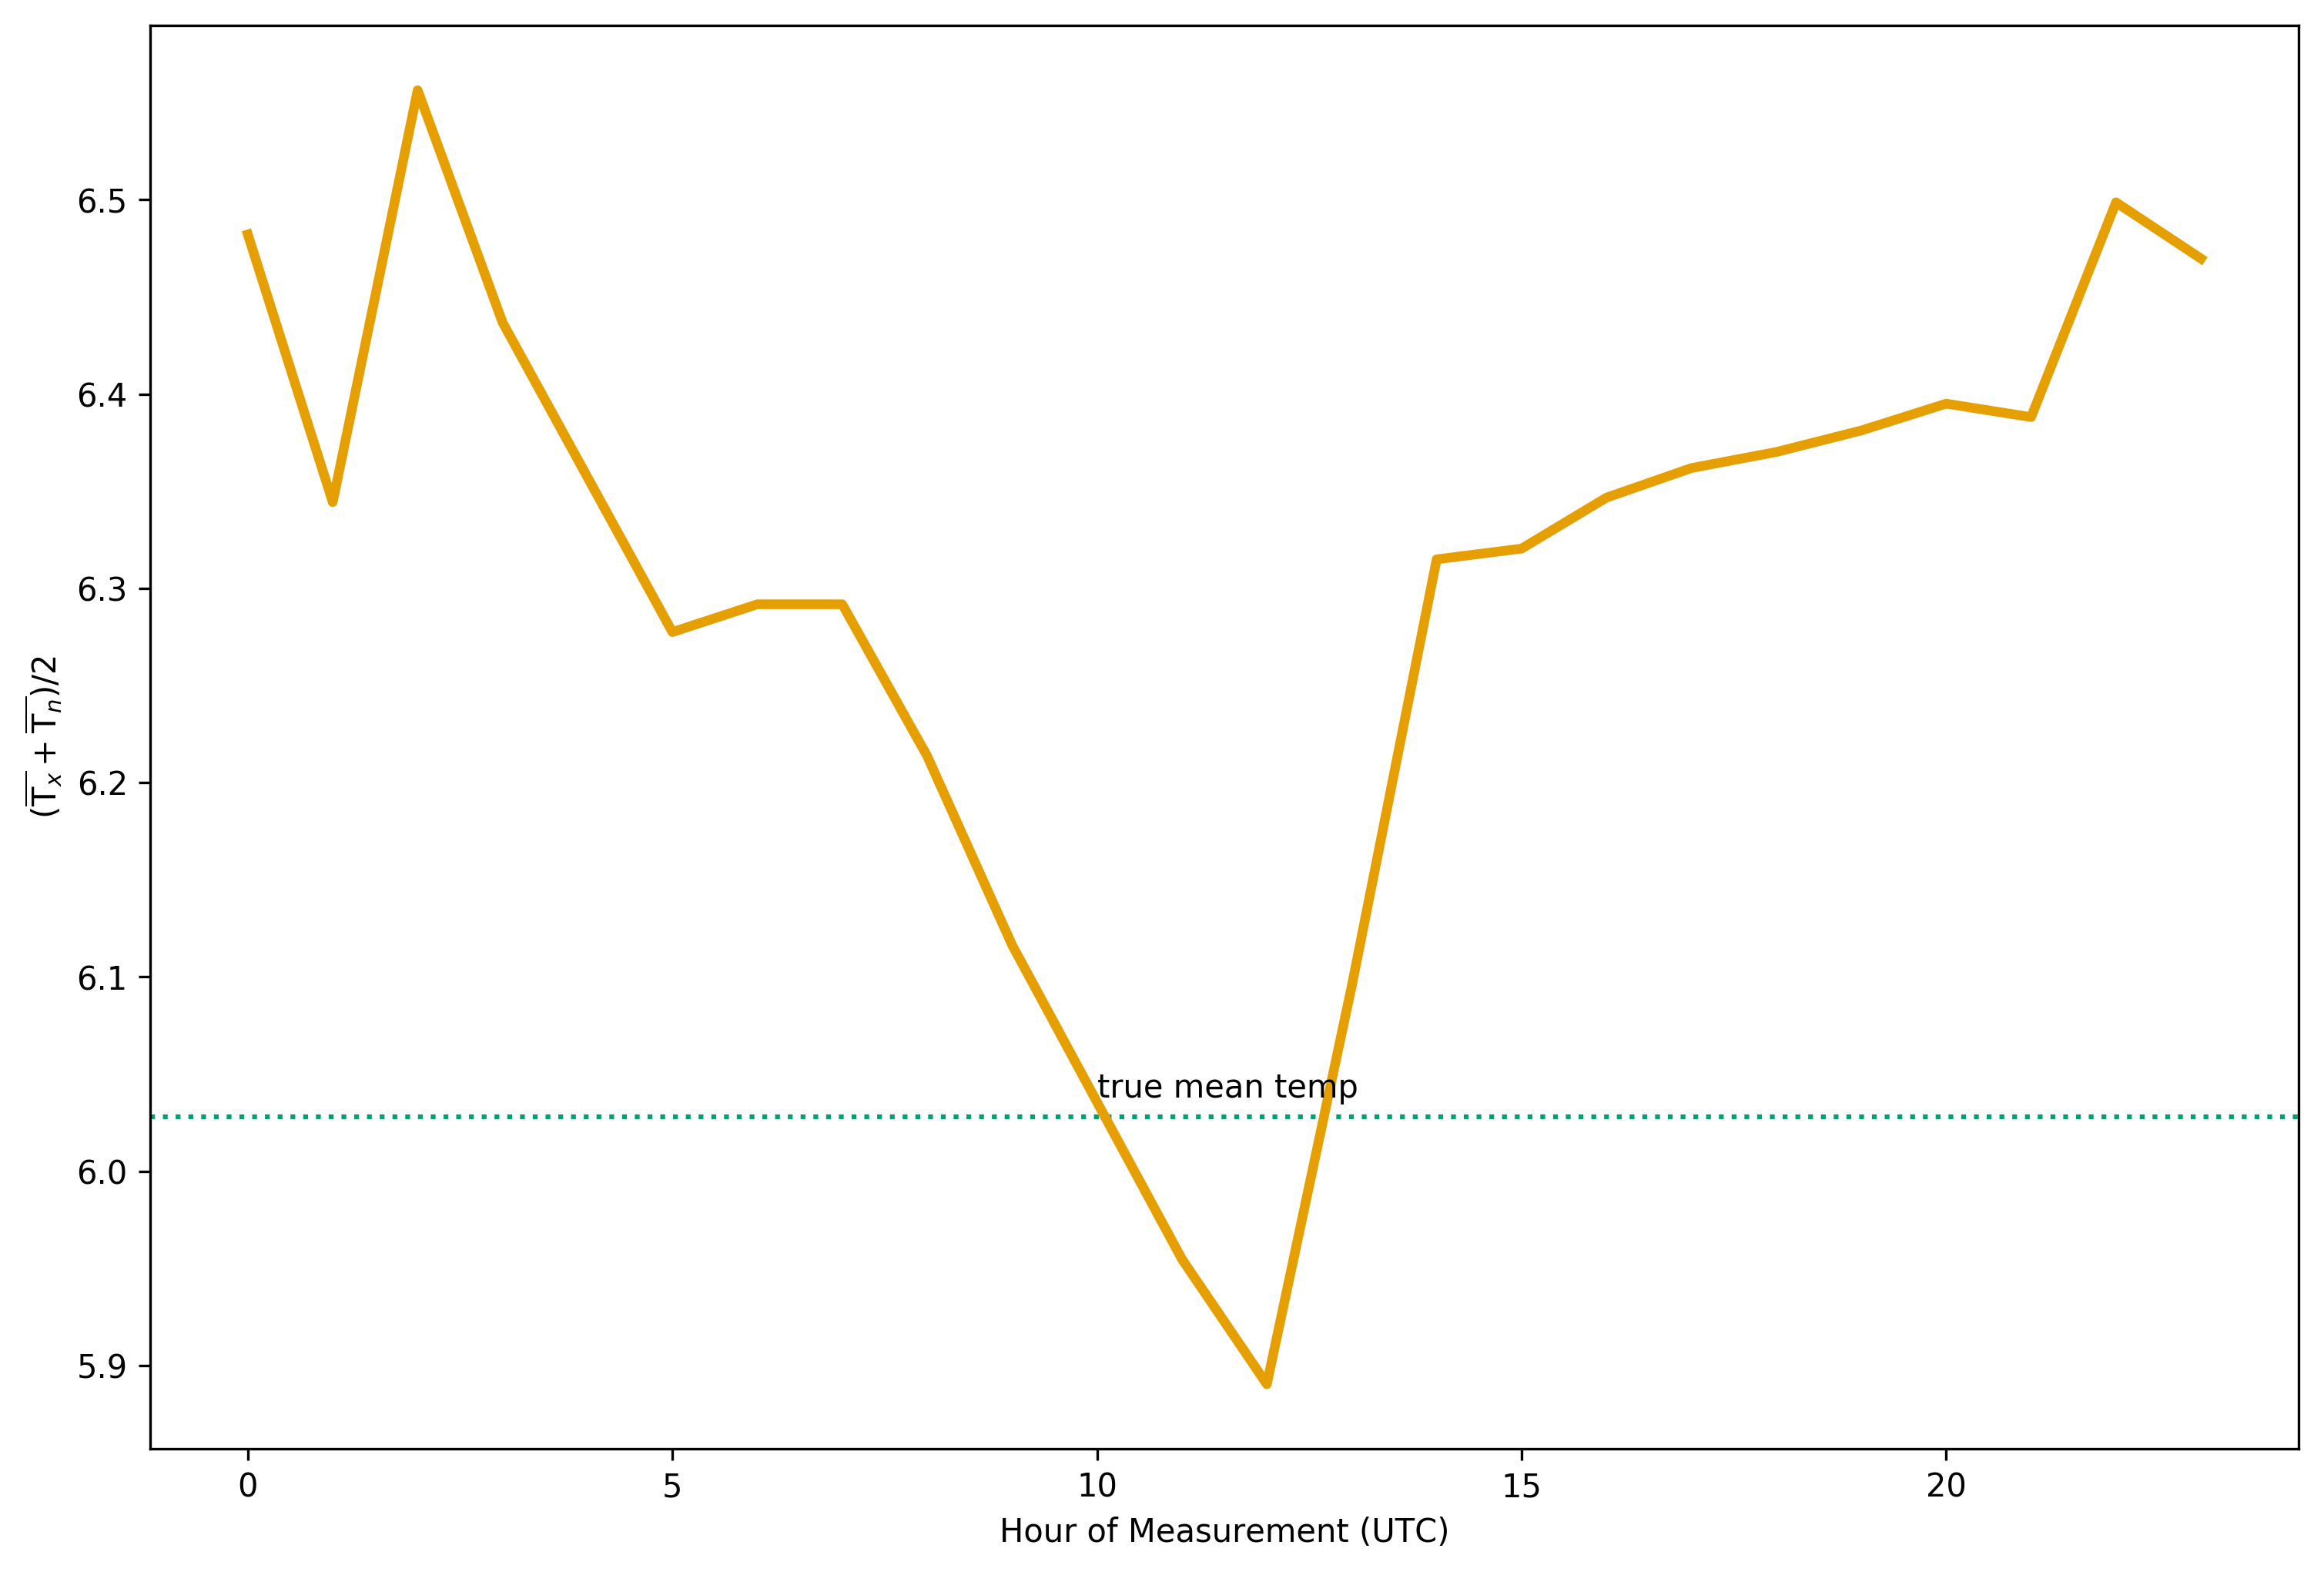 6.5
6.4
6.3
6.2
6.1
6.0
5.9
(T̅ₓ + T̅ₙ)/2
true mean temp
0 5 10 15 20
Hour of Measurement (UTC)